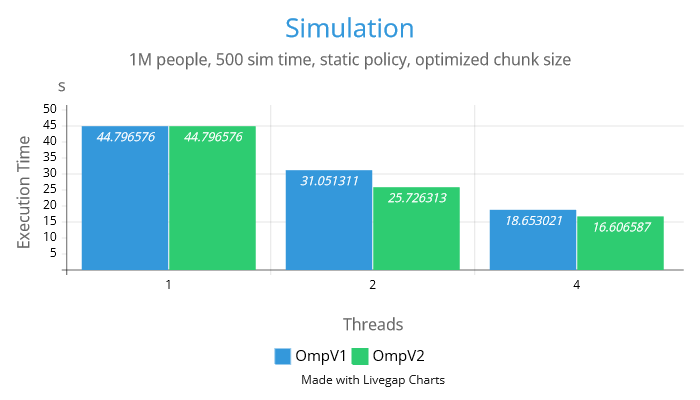 Simulation
1M people, 500 sim time, static policy, optimized chunk size
s
50
45
40
35
30
25
20
15
10
5
Execution Time
44.796576
44.796576
31.051311
25.726313
18.653021
16.606587
1
2
4
Threads
OmpV1
OmpV2
Made with Livegap Charts